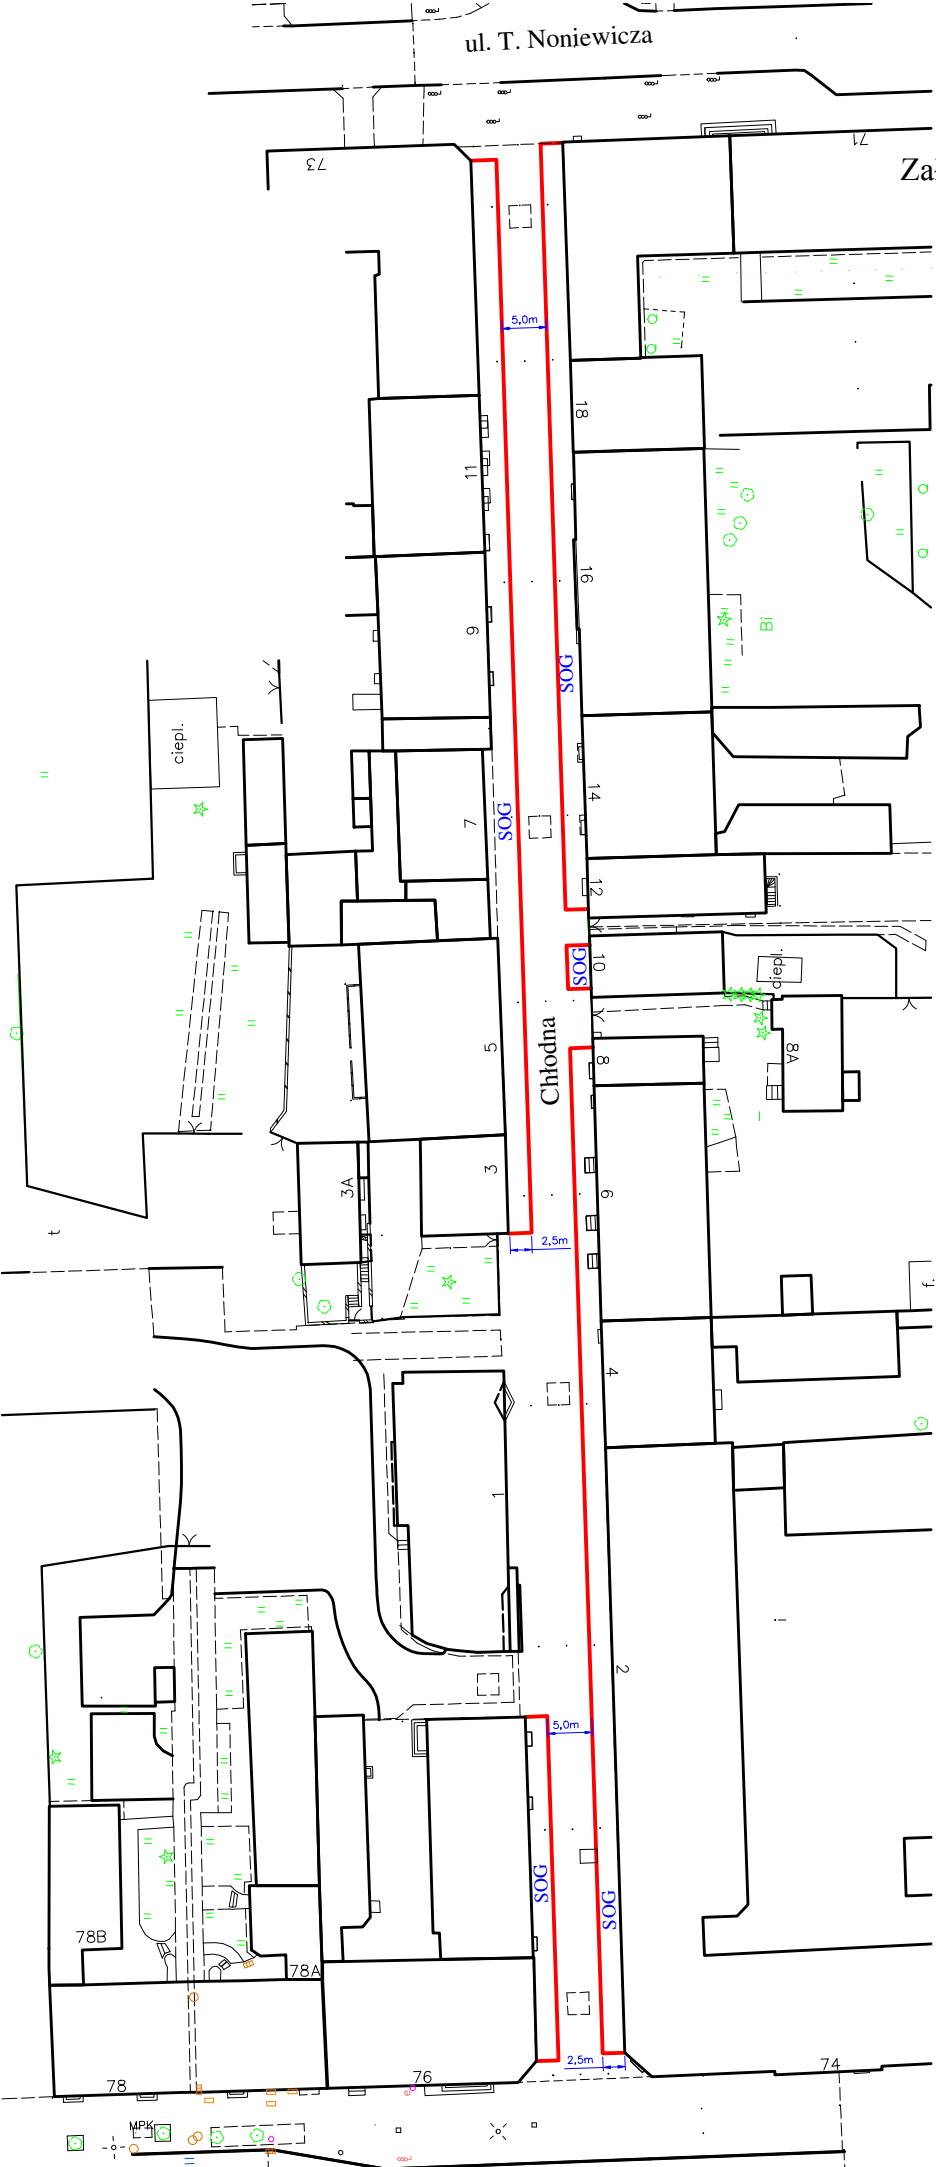 ul. T. Noniewicza
73
71
Zał
5,0m
18
11
16
9
SOG
ciepl.
14
7
SOG
12
10
SOG
ciepl.
Bi
5
Chłodna
8
8A
3
3A
6
2,5m
t
f.
4
1
i
2
5,0m
SOG
SOG
78B
78A
2,5m
74
76
78
MPK